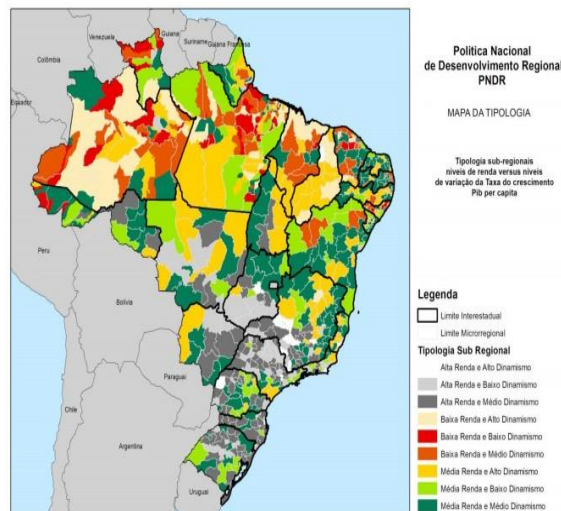 Política Nacional
de Desenvolvimento Regional
PNDR
MAPA DA TIPOLOGIA
Tipologia sub-regionais
níveis de renda versus níveis
de variação da Taxa do crescimento
Pib per capita
Legenda
Limite Interestadual
Limite Microrregional
Tipologia Sub Regional
Alta Renda e Alto Dinamismo
Alta Renda e Baixo Dinamismo
Alta Renda e Médio Dinamismo
Baixa Renda e Alto Dinamismo
Baixa Renda e Baixo Dinamismo
Baixa Renda e Médio Dinamismo
Média Renda e Alto Dinamismo
Média Renda e Baixo Dinamismo
Média Renda e Médio Dinamismo
Venezuela
Guiana
Suriname
Guiana Francesa
Colômbia
Equador
Peru
Bolívia
Paraguai
Chile
Argentina
Uruguai